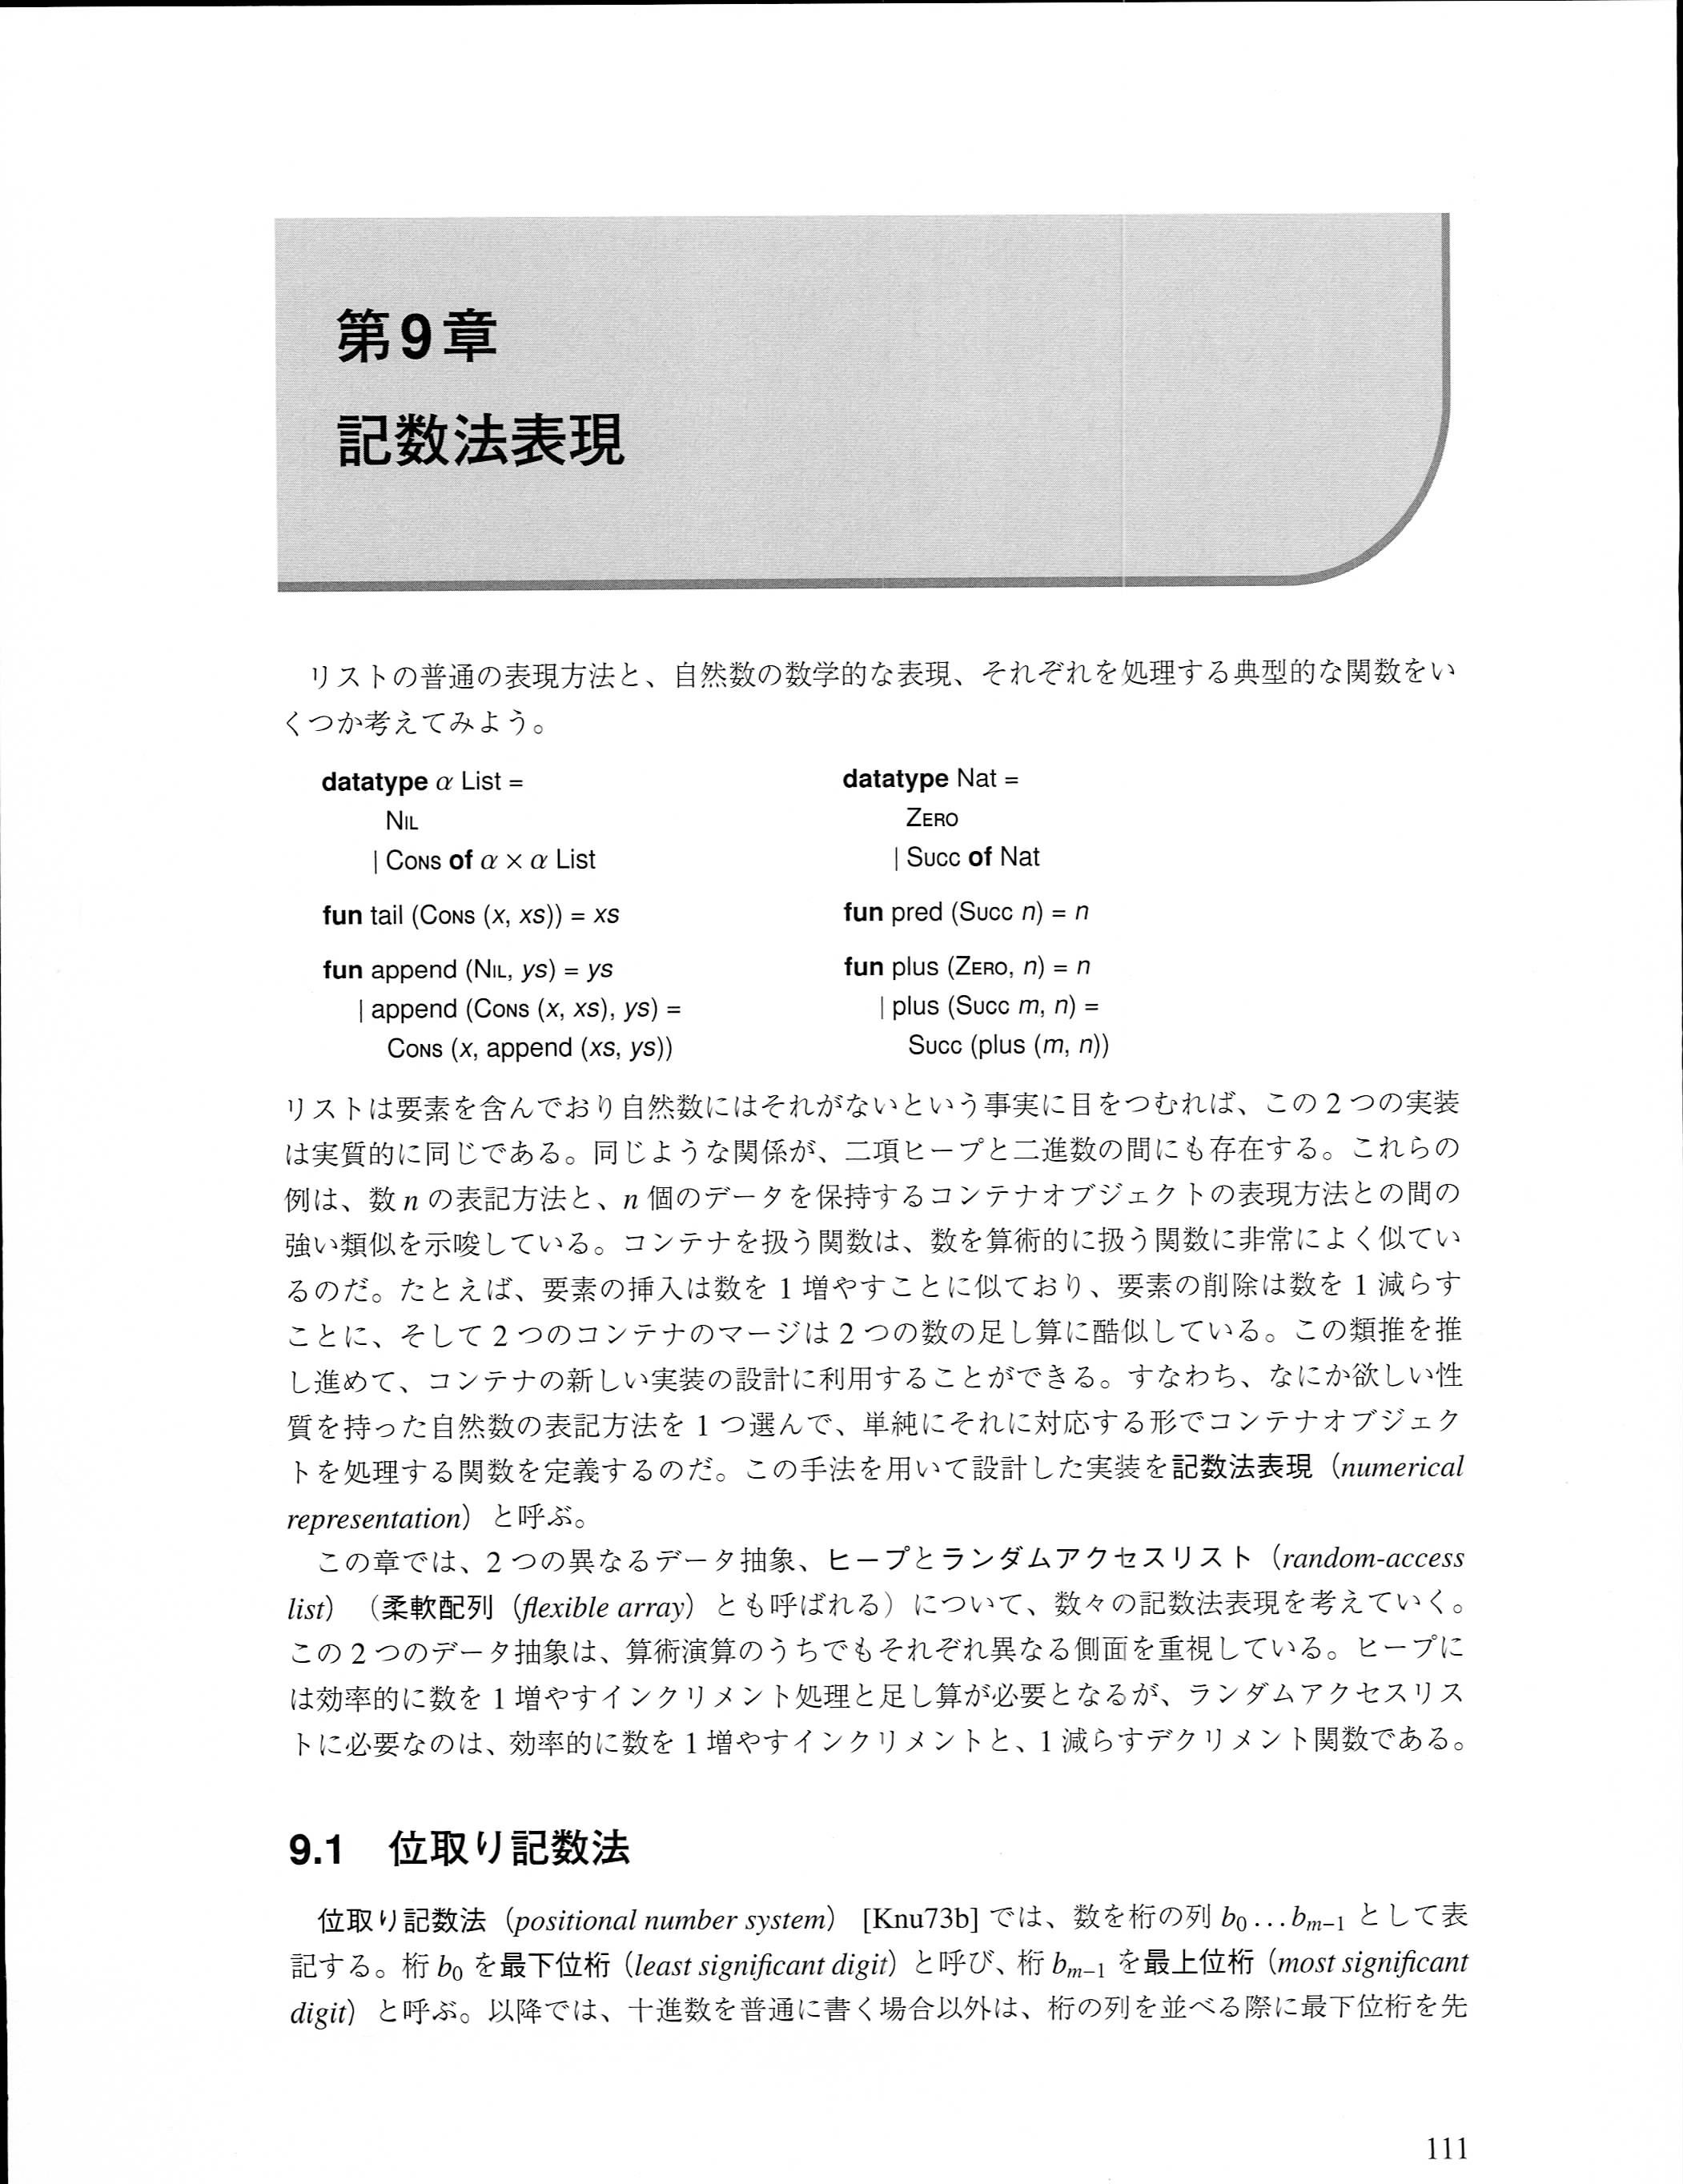 第9章
記数法表現
リストの普通の表現方法と、自然数の数学的な表現、それぞれを処理する典型的な関数をい
くつか考えてみよう。
datatype α List =
NIL
| CONS of α × α List
fun tail (CONS (x, xs)) = xs
fun append (NIL, ys) = ys
| append (CONS (x, xs), ys) =
CONS (x, append (xs, ys))
datatype Nat =
ZERO
| SUCC of Nat
fun pred (SUCC n) = n
fun plus (ZERO, n) = n
| plus (SUCC m, n) =
SUCC (plus (m, n))
リストは要素を含んでおり自然数にはそれがないという事実に目をつむれば、この 2 つの実装
は実質的に同じである。同じような関係が、二項ヒープと二進数の間にも存在する。これらの
例は、数 n の表記方法と、n 個のデータを保持するコンテナオブジェクトの表現方法との間の
強い類似を示唆している。コンテナを扱う関数は、数を算術的に扱う関数に非常によく似てい
るのだ。たとえば、要素の挿入は数を 1 増やすことに似ており、要素の削除は数を 1 減らす
ことに、そして 2 つのコンテナのマージは 2 つの数の足し算に酷似している。この類推を推
し進めて、コンテナの新しい実装の設計に利用することができる。すなわち、なにか欲しい性
質を持った自然数の表記方法を 1 つ選んで、単純にそれに対応する形でコンテナオブジェク
トを処理する関数を定義するのだ。この手法を用いて設計した実装を記数法表現（numerical
representation）と呼ぶ。
この章では、2 つの異なるデータ抽象、ヒープとランダムアクセスリスト（random-access
list）（柔軟配列（flexible array）とも呼ばれる）について、数々の記数法表現を考えていく。
この 2 つのデータ抽象は、算術演算のうちでもそれぞれ異なる側面を重視している。ヒープに
は効率的に数を 1 増やすインクリメント処理と足し算が必要となるが、ランダムアクセスリス
トに必要なのは、効率的に数を 1 増やすインクリメントと、1 減らすデクリメント関数である。
9.1 位取り記数法
位取り記数法（positional number system）[Knu73b] では、数を桁の列 b₀…bₘ₋₁ として表
記する。桁 b₀ を最下位桁（least significant digit）と呼び、桁 bₘ₋₁ を最上位桁（most significant
digit）と呼ぶ。以降では、十進数を普通に書く場合以外は、桁の列を並べる際に最下位桁を先
111